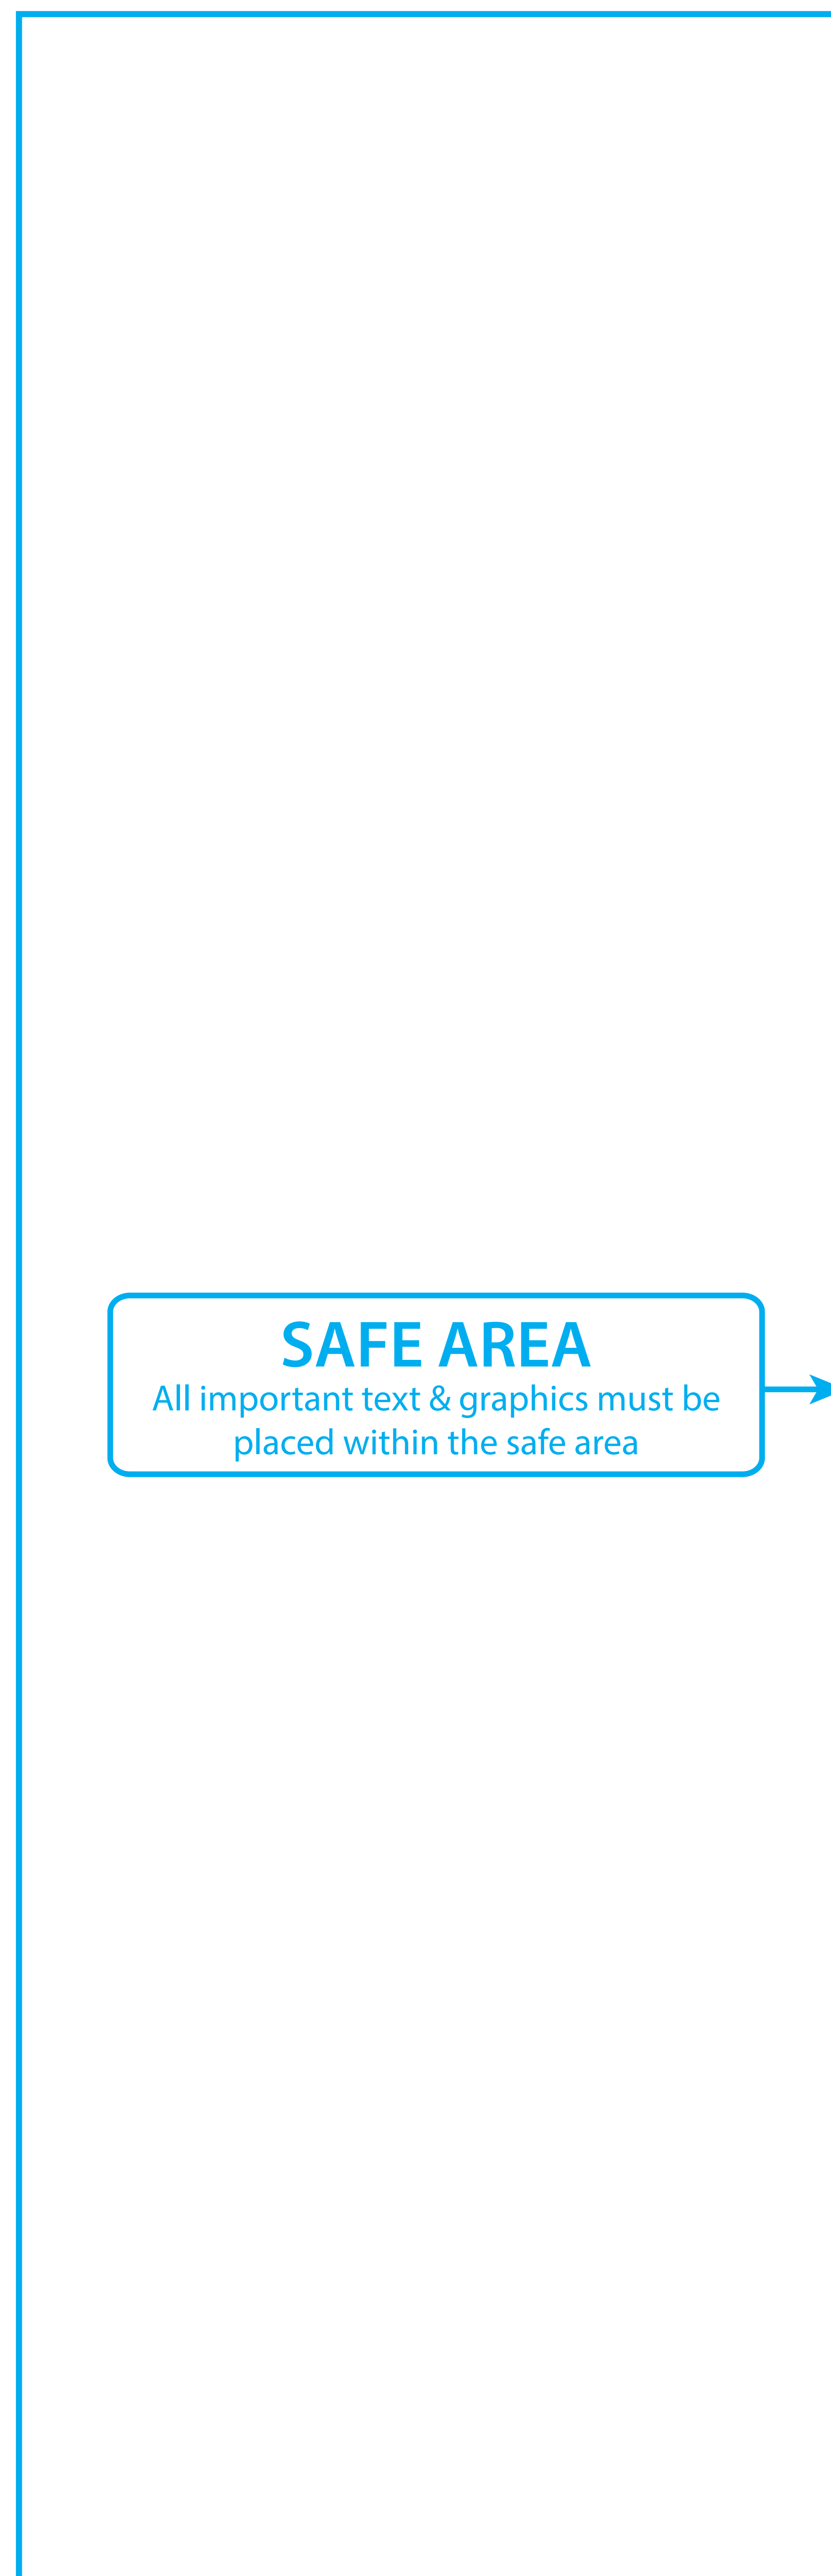 SAFE AREA
All important text & graphics must be
placed within the safe area